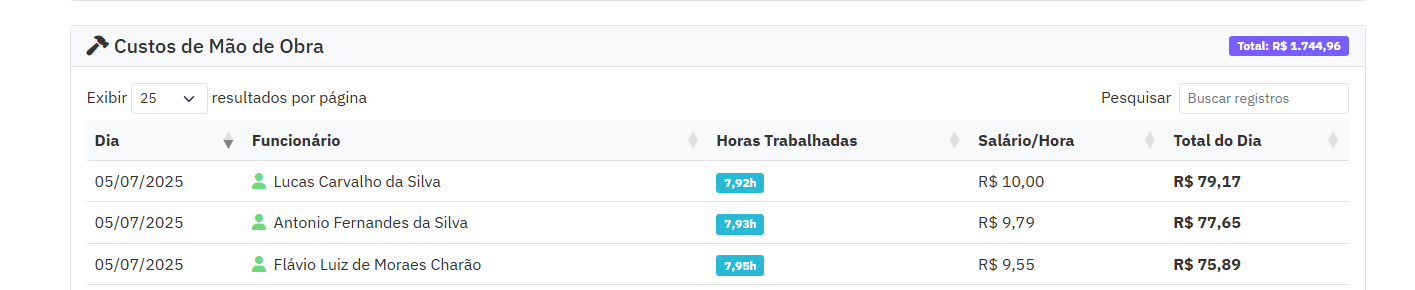 Custos de Mão de Obra Total: R$ 1.744,96
Exibir 25 resultados por página Pesquisar Buscar registros
Dia Funcionário Horas Trabalhadas Salário/Hora Total do Dia
05/07/2025 Lucas Carvalho da Silva 7,92h R$ 10,00 R$ 79,17
05/07/2025 Antonio Fernandes da Silva 7,93h R$ 9,79 R$ 77,65
05/07/2025 Flávio Luiz de Moraes Charão 7,95h R$ 9,55 R$ 75,89